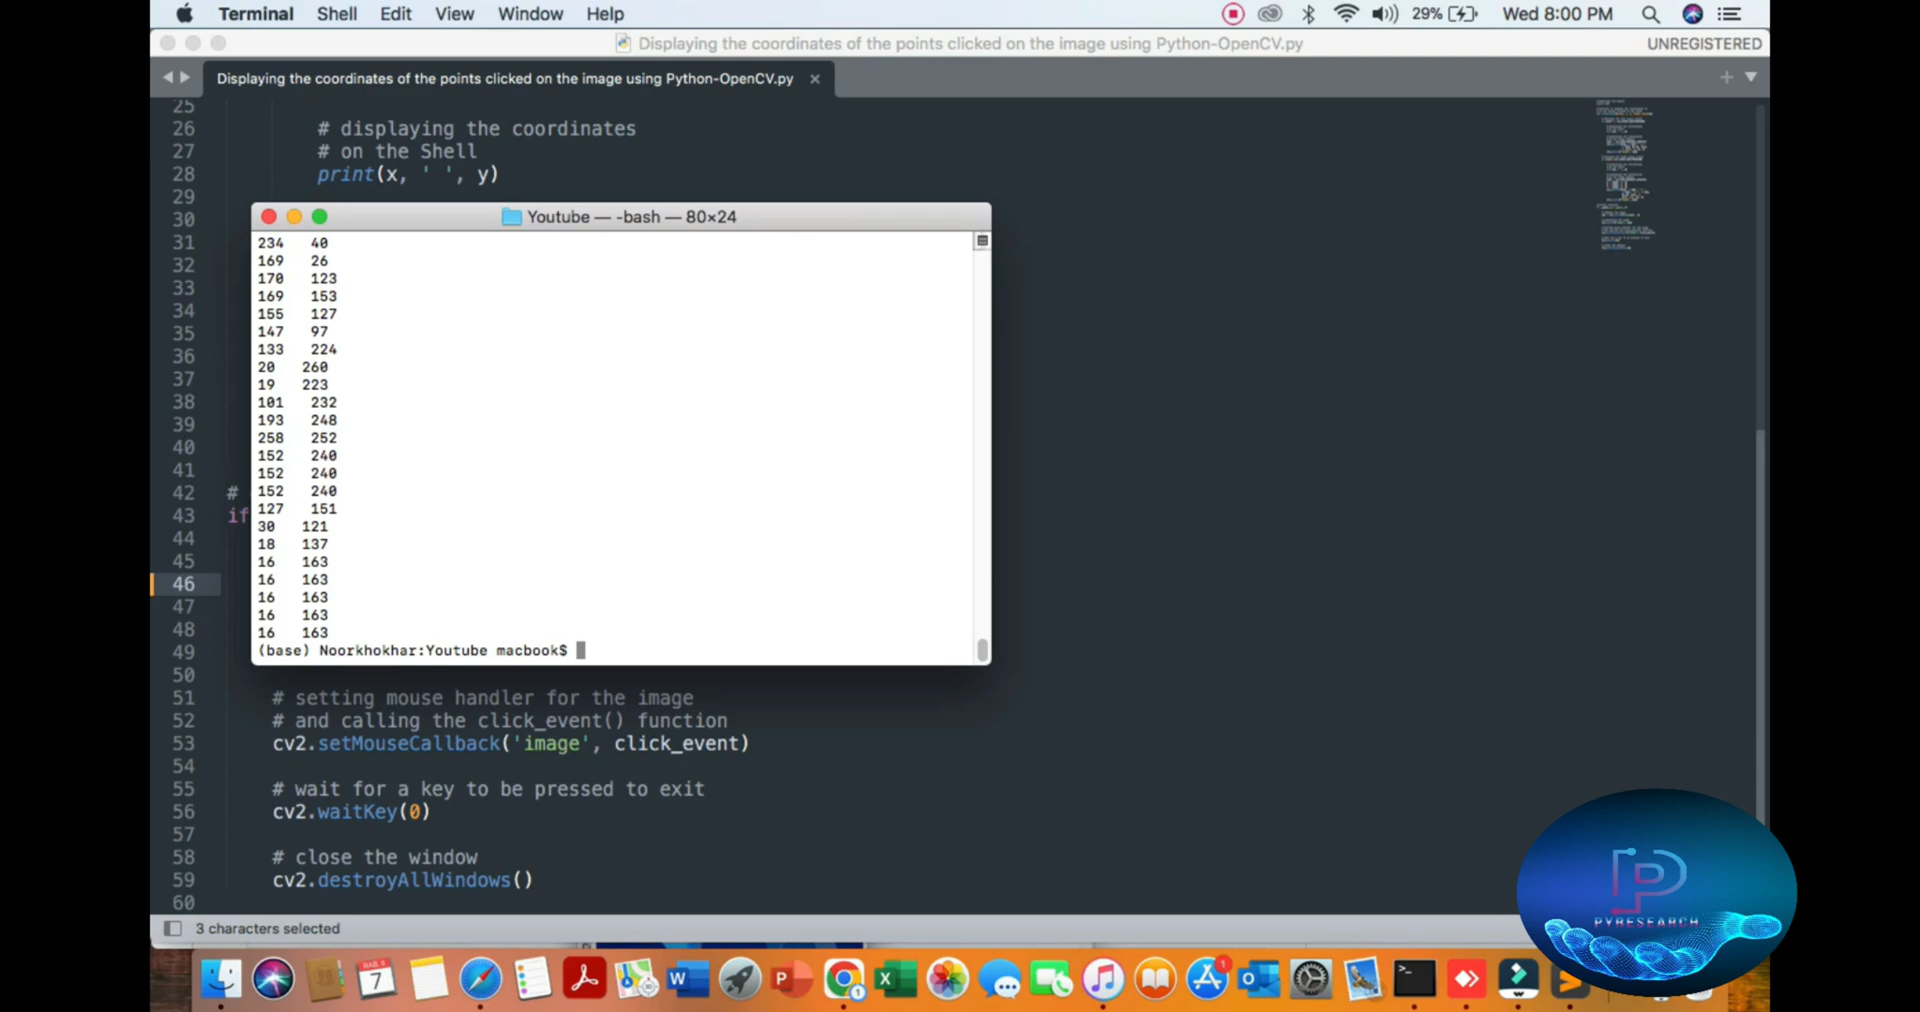 Terminal Shell Edit View Window Help 29% Wed 8:00 PM
Displaying the coordinates of the points clicked on the image using Python-OpenCV.py UNREGISTERED
Displaying the coordinates of the points clicked on the image using Python-OpenCV.py ×
25
26 # displaying the coordinates
27 # on the Shell
28 print(x, ' ', y)
29
30
31
32
33
34
35
36
37
38
39
40
41
42 #
43 if
44
45
46
47
48
49
50
Youtube — -bash — 80×24
234 40
169 26
170 123
169 153
155 127
147 97
133 224
20 260
19 223
101 232
193 248
258 252
152 240
152 240
152 240
127 151
30 121
18 137
16 163
16 163
16 163
16 163
16 163
(base) Noorkhokhar:Youtube macbook$
51 # setting mouse handler for the image
52 # and calling the click_event() function
53 cv2.setMouseCallback('image', click_event)
54
55 # wait for a key to be pressed to exit
56 cv2.waitKey(0)
57
58 # close the window
59 cv2.destroyAllWindows()
60
3 characters selected
PYRESEARCH
7
W
P
1
X
1
O
>_